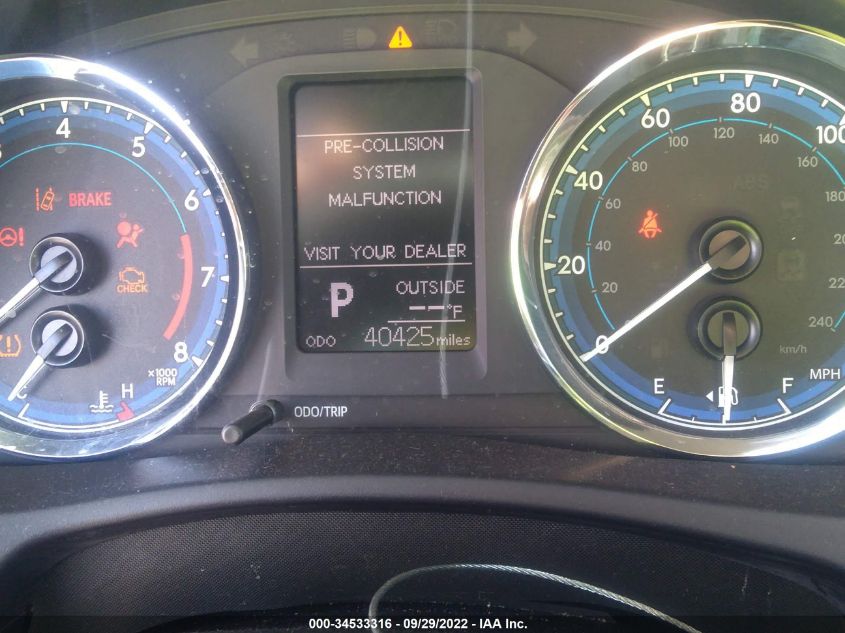 4
5
6
7
8
x1000
RPM
BRAKE
CHECK
H
PRE-COLLISION
SYSTEM
MALFUNCTION
VISIT YOUR DEALER
P
OUTSIDE
--°F
ODO 40425 miles
ODO/TRIP
0
20
40
60
80
100
20
40
60
80
100
120
140
160
180
240
km/h
MPH
ABS
E
F
000-34533316 - 09/29/2022 - IAA Inc.